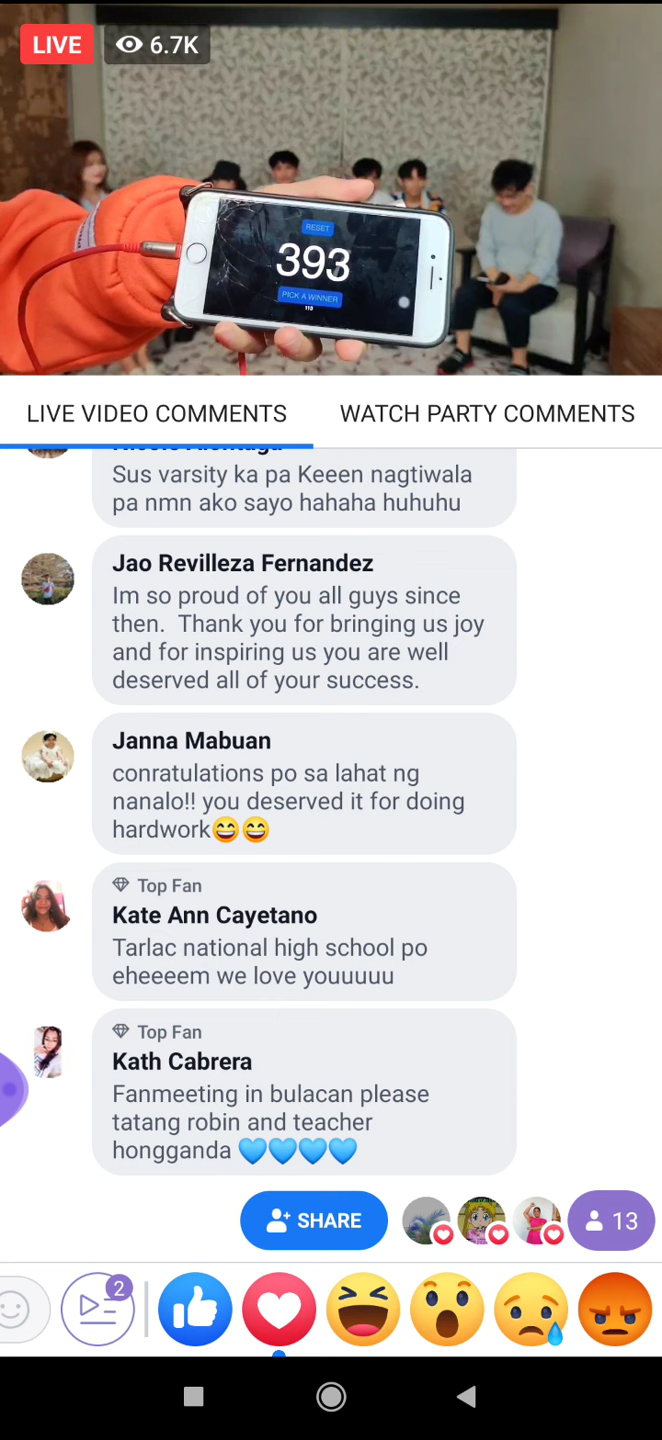 LIVE
6.7K
RESET
393
PICK A WINNER
113
LIVE VIDEO COMMENTS
WATCH PARTY COMMENTS
Sus varsity ka pa Keeen nagtiwala
pa nmn ako sayo hahaha huhuhu
Jao Revilleza Fernandez
Im so proud of you all guys since
then. Thank you for bringing us joy
and for inspiring us you are well
deserved all of your success.
Janna Mabuan
conratulations po sa lahat ng
nanalo!! you deserved it for doing
hardwork😄😄
Top Fan
Kate Ann Cayetano
Tarlac national high school po
eheeeem we love youuuuu
Top Fan
Kath Cabrera
Fanmeeting in bulacan please
tatang robin and teacher
hongganda 💙💙💙💙
SHARE
13
2